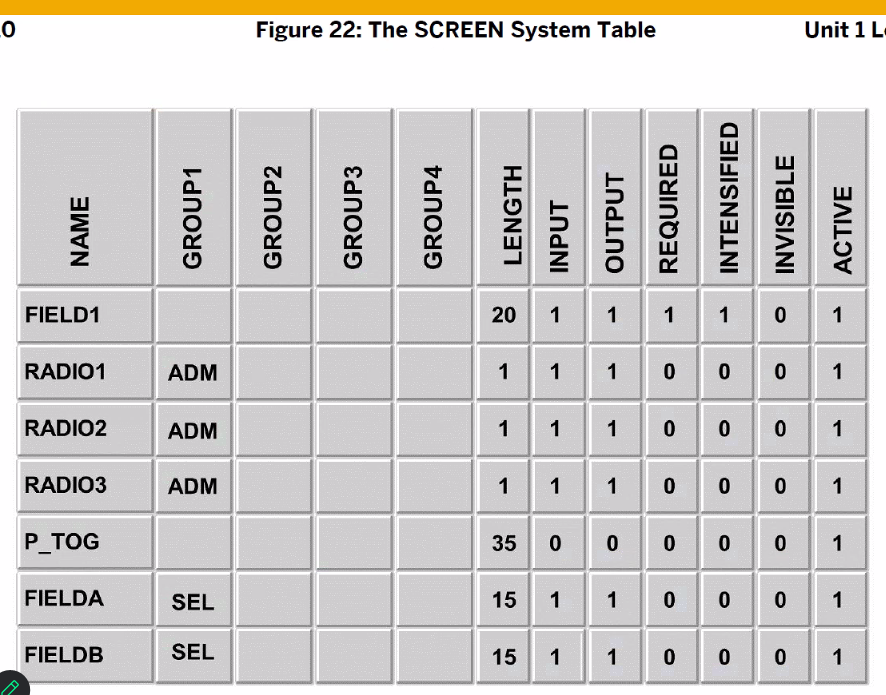 0 Figure 22: The SCREEN System Table Unit 1 Le
NAME GROUP1 GROUP2 GROUP3 GROUP4 LENGTH INPUT OUTPUT REQUIRED INTENSIFIED INVISIBLE ACTIVE
FIELD1 20 1 1 1 1 0 1
RADIO1 ADM 1 1 1 0 0 0 1
RADIO2 ADM 1 1 1 0 0 0 1
RADIO3 ADM 1 1 1 0 0 0 1
P_TOG 35 0 0 0 0 0 1
FIELDA SEL 15 1 1 0 0 0 1
FIELDB SEL 15 1 1 0 0 0 1